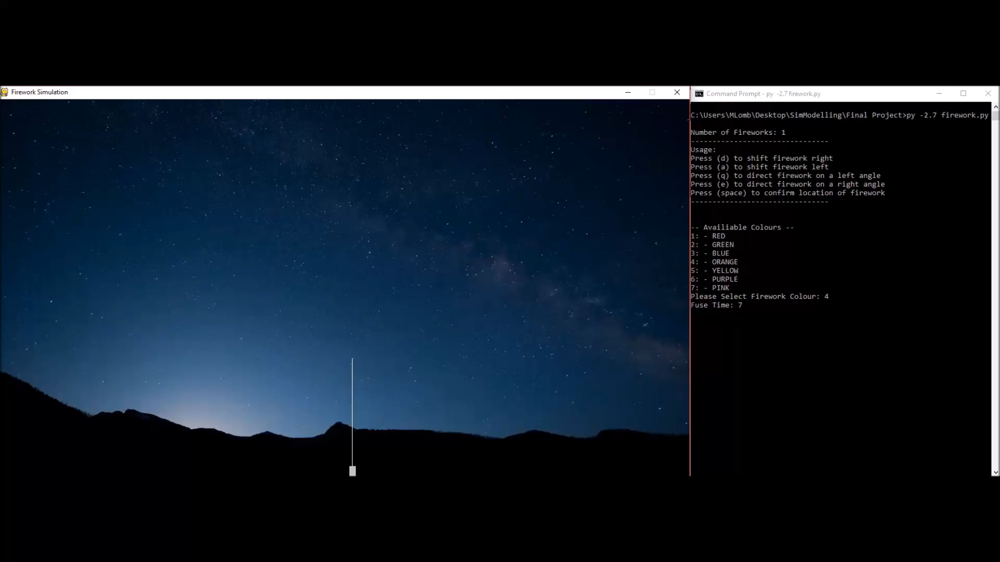 Firework Simulation
Command Prompt - py  -2.7 firework.py
C:\Users\MLomb\Desktop\SimModelling\Final Project>py -2.7 firework.py
Number of Fireworks: 1
--------------------------------
Usage:
Press (d) to shift firework right
Press (a) to shift firework left
Press (q) to direct firework on a left angle
Press (e) to direct firework on a right angle
Press (space) to confirm location of firework
--------------------------------
-- Availiable Colours --
1: - RED
2: - GREEN
3: - BLUE
4: - ORANGE
5: - YELLOW
6: - PURPLE
7: - PINK
Please Select Firework Colour: 4
Fuse Time: 7